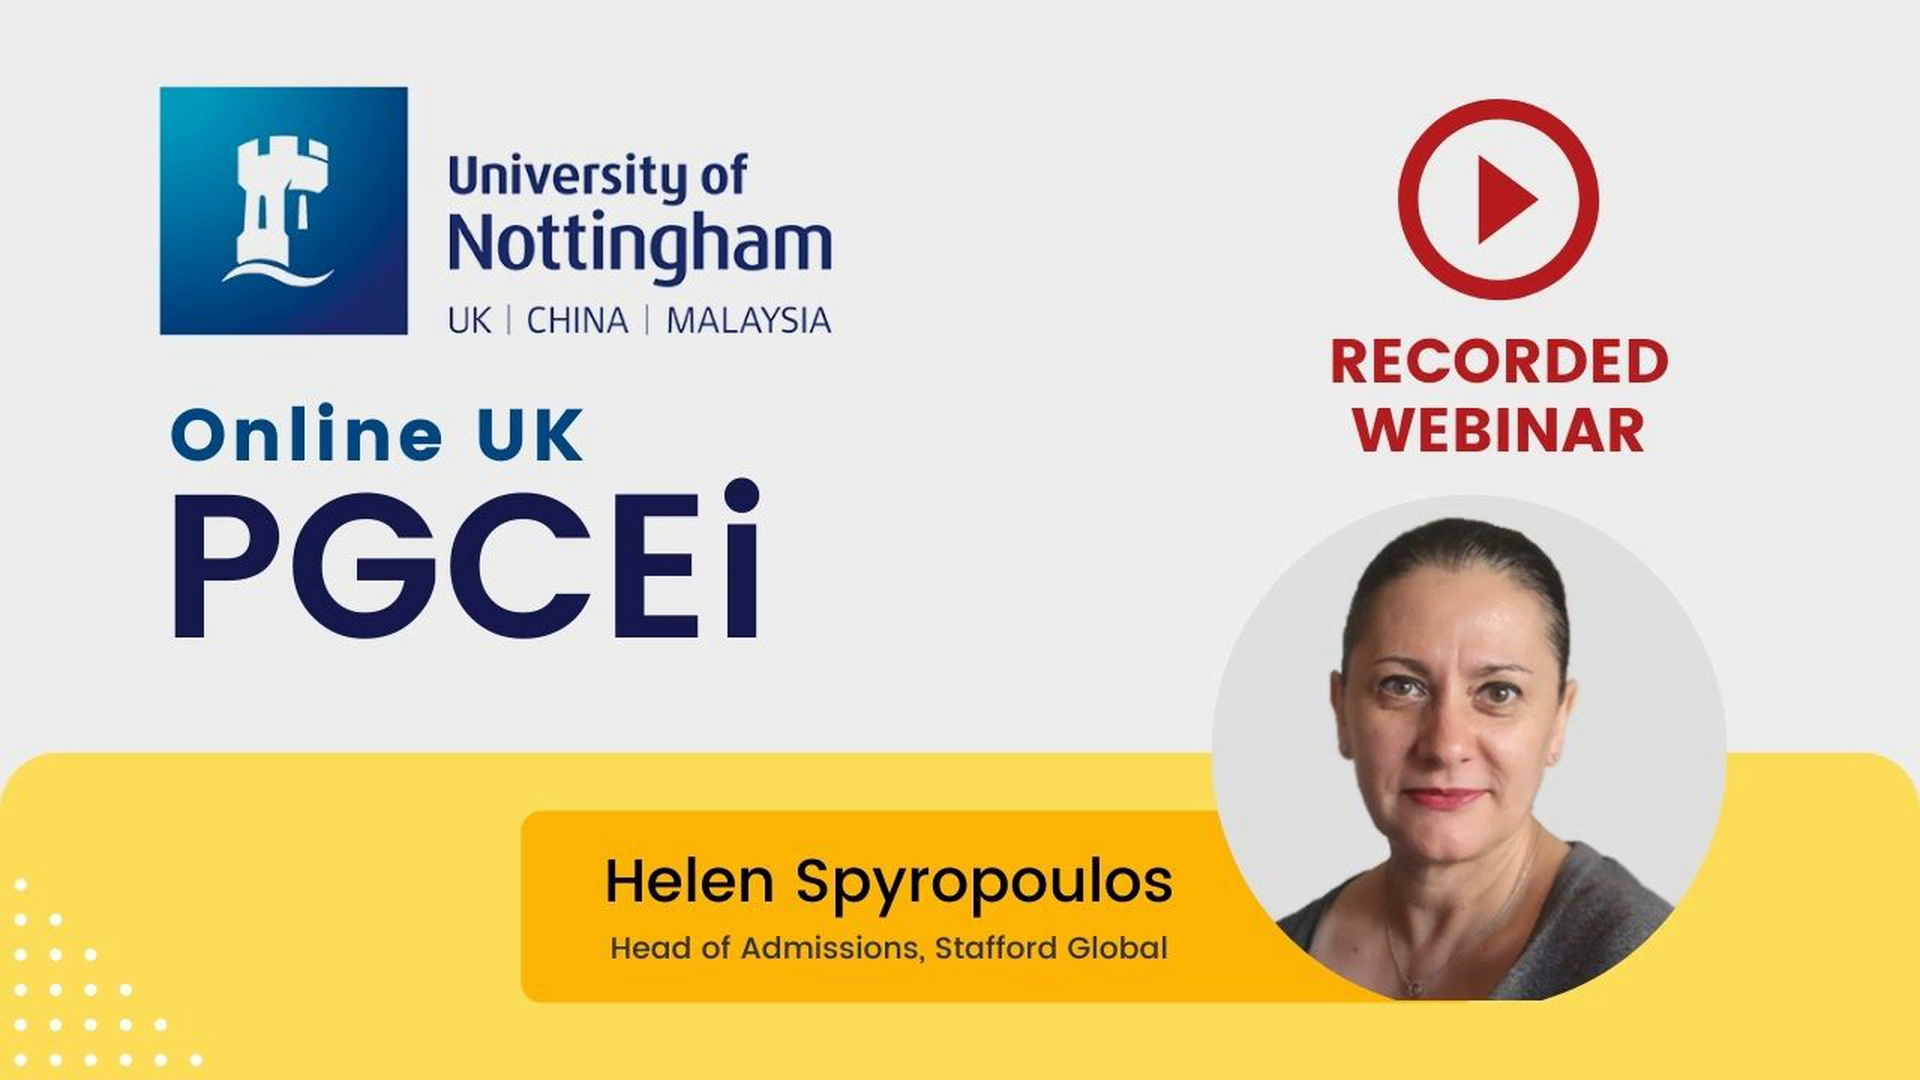 University of
Nottingham
UK | CHINA | MALAYSIA
Online UK
PGCEi
RECORDED
WEBINAR
Helen Spyropoulos
Head of Admissions, Stafford Global